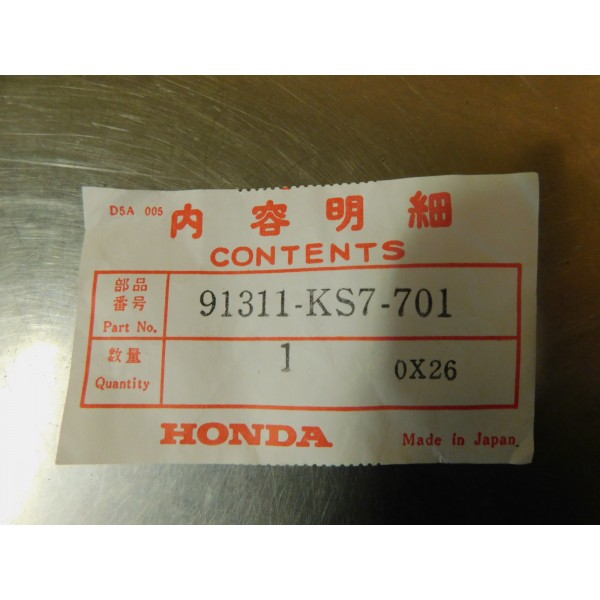 D5A 005
内容明細
CONTENTS
部品
番号
Part No.
91311-KS7-701
数量
Quantity
1
0X26
HONDA
Made in Japan.